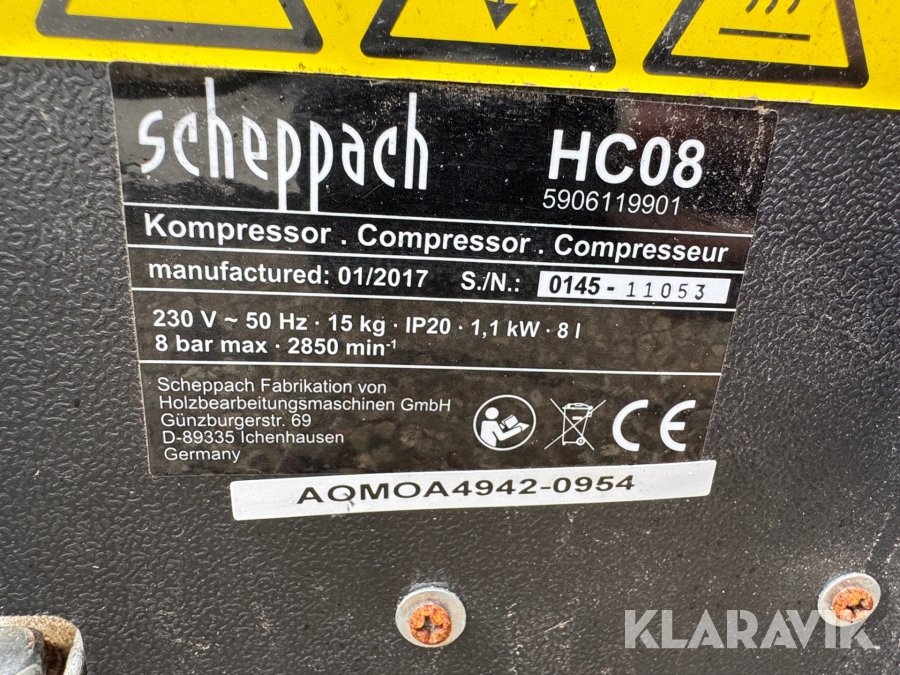 scheppach
HC08
5906119901
Kompressor . Compressor . Compresseur
manufactured: 01/2017 S./N.: 0145 - 11053
230 V ~ 50 Hz · 15 kg · IP20 · 1,1 kW · 8 l
8 bar max · 2850 min⁻¹
Scheppach Fabrikation von
Holzbearbeitungsmaschinen GmbH
Günzburgerstr. 69
D-89335 Ichenhausen
Germany
CE
AQMOA4942-0954
KLARAVIK